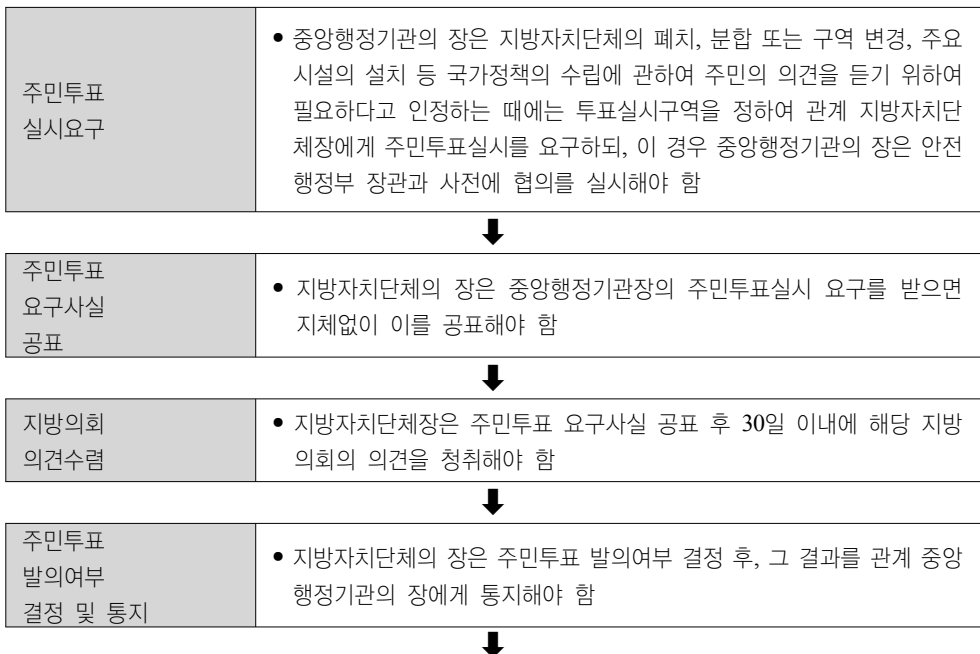 주민투표
실시요구
• 중앙행정기관의 장은 지방자치단체의 폐치, 분합 또는 구역 변경, 주요
시설의 설치 등 국가정책의 수립에 관하여 주민의 의견을 듣기 위하여
필요하다고 인정하는 때에는 투표실시구역을 정하여 관계 지방자치단
체장에게 주민투표실시를 요구하되, 이 경우 중앙행정기관의 장은 안전
행정부 장관과 사전에 협의를 실시해야 함
주민투표
요구사실
공표
• 지방자치단체의 장은 중앙행정기관장의 주민투표실시 요구를 받으면
지체없이 이를 공표해야 함
지방의회
의견수렴
• 지방자치단체장은 주민투표 요구사실 공표 후 30일 이내에 해당 지방
의회의 의견을 청취해야 함
주민투표
발의여부
결정 및 통지
• 지방자치단체의 장은 주민투표 발의여부 결정 후, 그 결과를 관계 중앙
행정기관의 장에게 통지해야 함